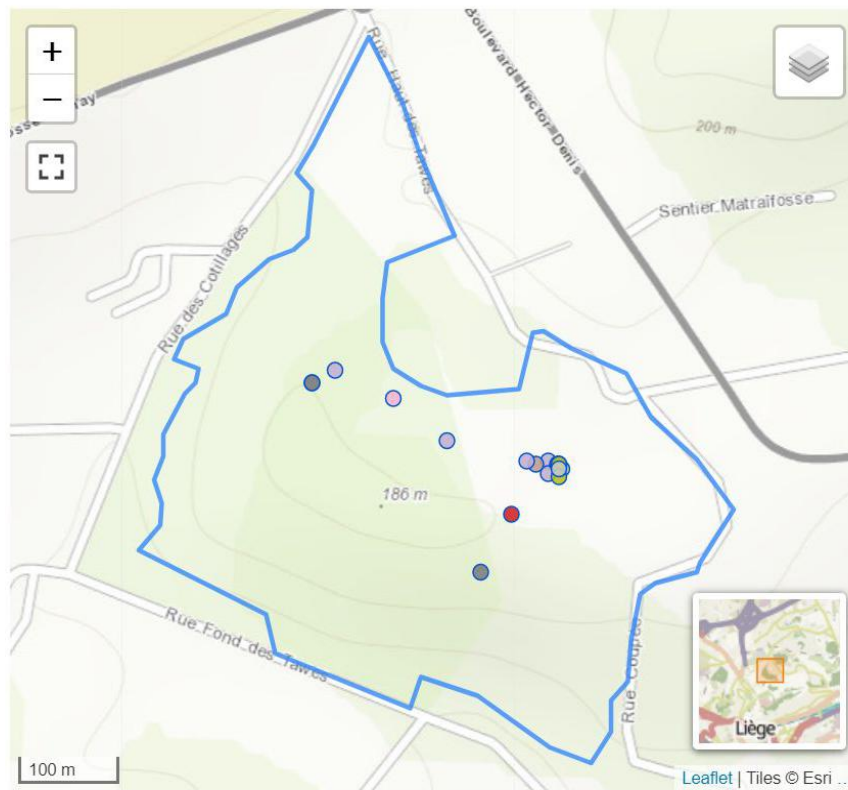 +
−
Rue Haut des Tawes
Boulevard Hector Denis
200 m
Sentier Matraîfosse
Rue des Cotillages
186 m
Rue Fond des Tawes
Rue Coupée
Liège
100 m
Leaflet | Tiles © Esri ...